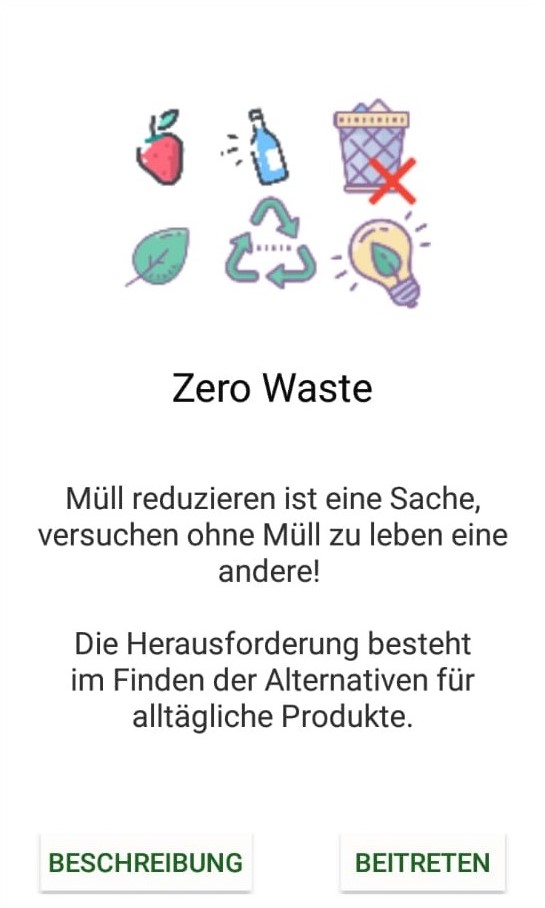 Zero Waste
Müll reduzieren ist eine Sache,
versuchen ohne Müll zu leben eine
andere!
Die Herausforderung besteht
im Finden der Alternativen für
alltägliche Produkte.
BESCHREIBUNG
BEITRETEN